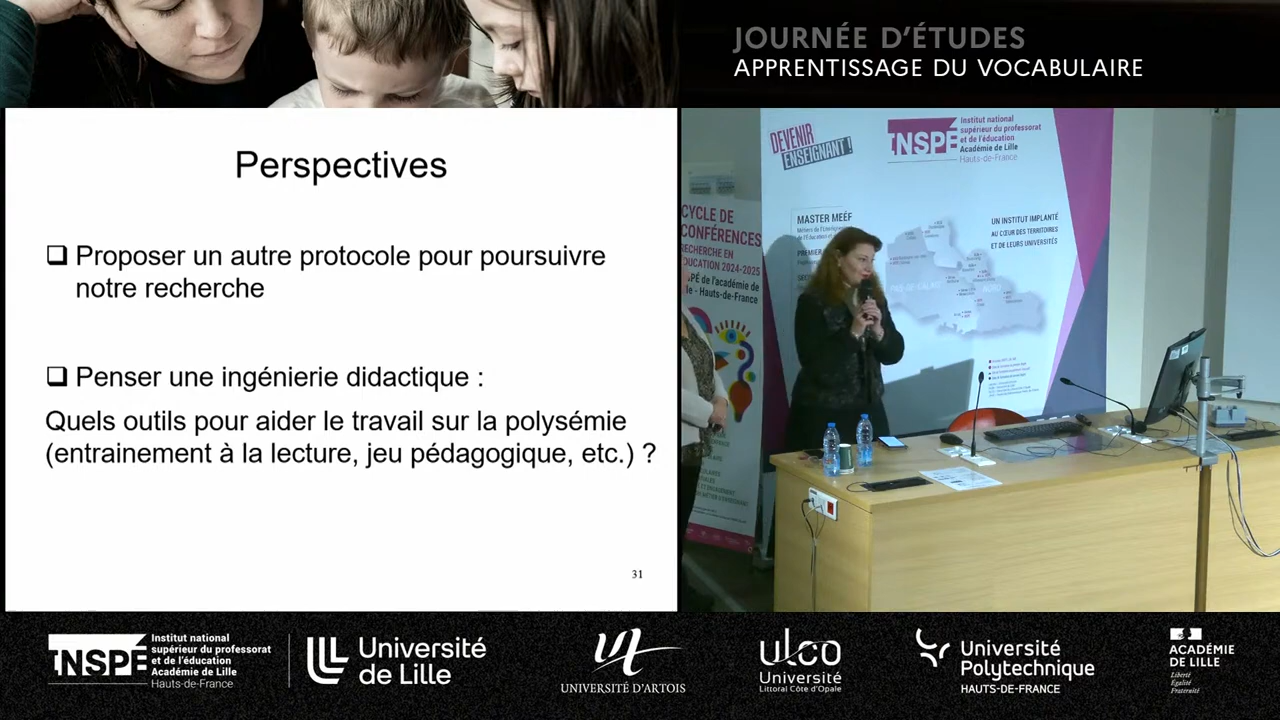 JOURNÉE D'ÉTUDES
APPRENTISSAGE DU VOCABULAIRE
Perspectives
❑ Proposer un autre protocole pour poursuivre
notre recherche
❑ Penser une ingénierie didactique :
Quels outils pour aider le travail sur la polysémie
(entrainement à la lecture, jeu pédagogique, etc.) ?
31
CYCLE DE
CONFÉRENCES
RECHERCHE EN
ÉDUCATION 2024-2025
de l'académie de
- Hauts-de-France
DEVENIR
ENSEIGNANT !
INSPÉ
Institut national
supérieur du professorat
et de l'éducation
Académie de Lille
Hauts-de-France
MASTER MEEF
UN INSTITUT IMPLANTÉ
AU CŒUR DES TERRITOIRES
ET DE LEURS UNIVERSITÉS
INSPÉ
Institut national
supérieur du professorat
et de l'éducation
Académie de Lille
Hauts-de-France
Université
de Lille
UNIVERSITÉ D'ARTOIS
ulco
Université
Littoral Côte d'Opale
Université
Polytechnique
HAUTS-DE-FRANCE
ACADÉMIE
DE LILLE
Liberté
Égalité
Fraternité